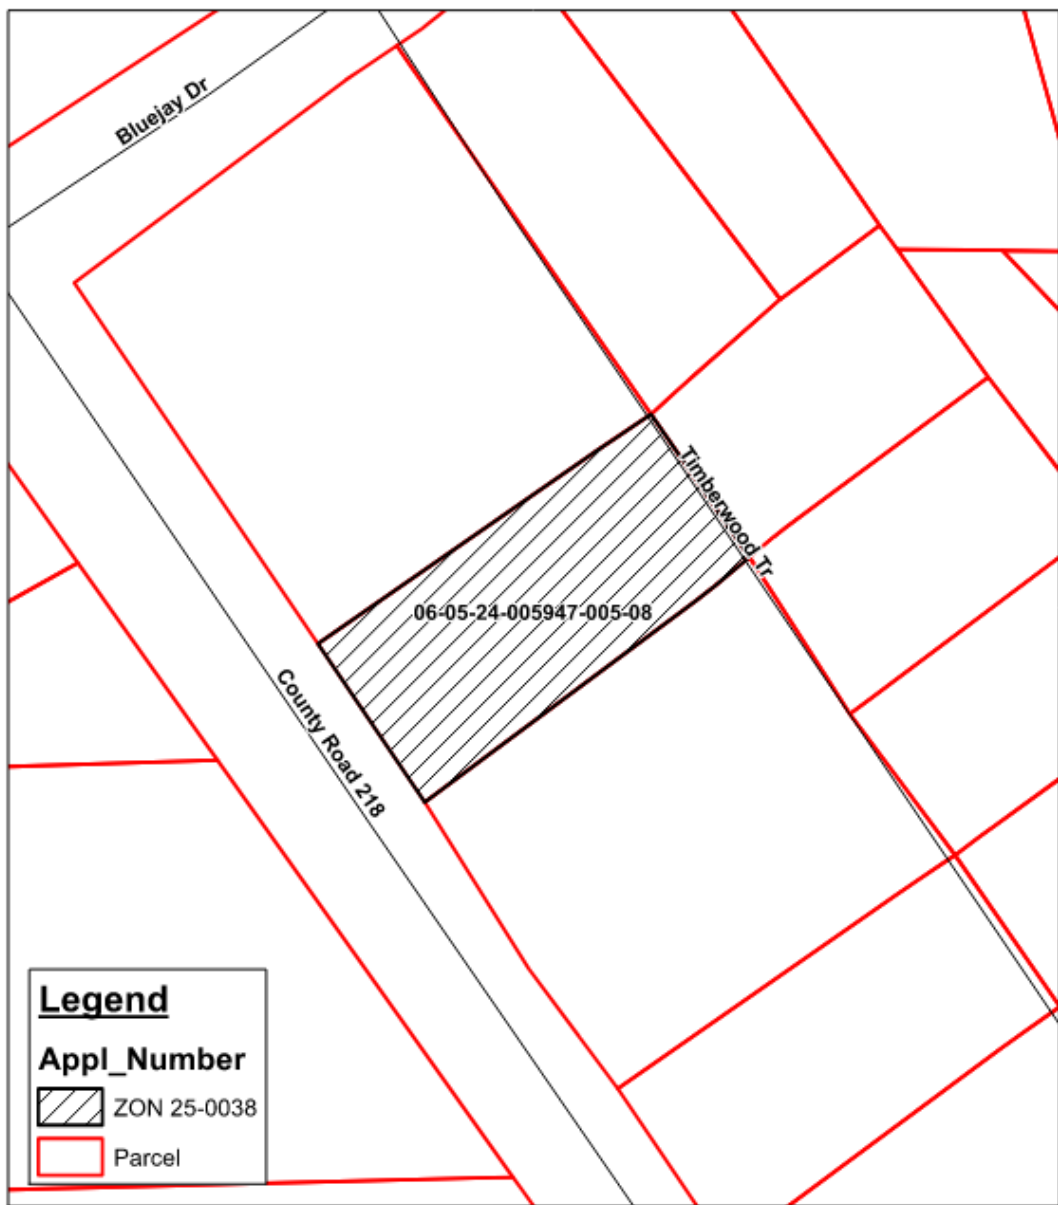 Bluejay Dr
Timberwood Tr
06-05-24-005947-005-08
County Road 218
Legend
Appl_Number
ZON 25-0038
Parcel